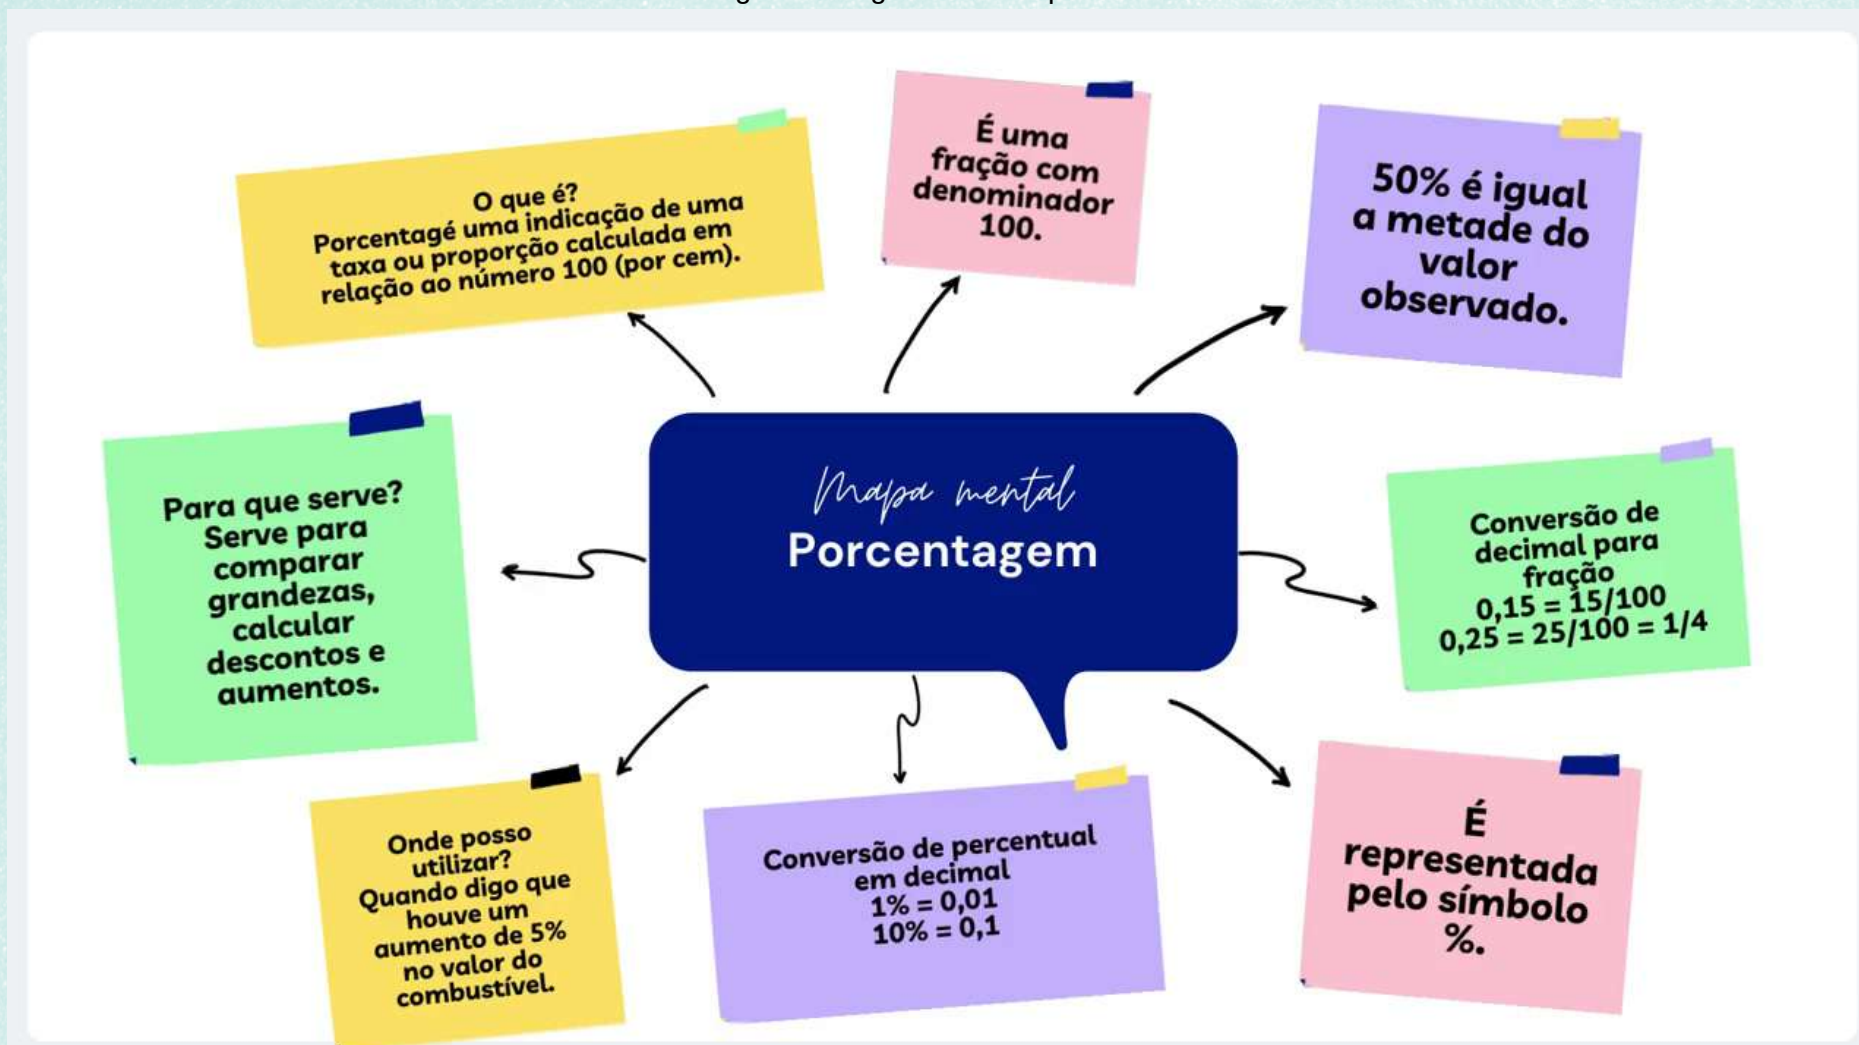 Mapa mental
Porcentagem
O que é?
Porcentagé uma indicação de uma
taxa ou proporção calculada em
relação ao número 100 (por cem).
É uma
fração com
denominador
100.
50% é igual
a metade do
valor
observado.
Para que serve?
Serve para
comparar
grandezas,
calcular
descontos e
aumentos.
Conversão de
decimal para
fração
0,15 = 15/100
0,25 = 25/100 = 1/4
Onde posso
utilizar?
Quando digo que
houve um
aumento de 5%
no valor do
combustível.
Conversão de percentual
em decimal
1% = 0,01
10% = 0,1
É
representada
pelo símbolo
%.